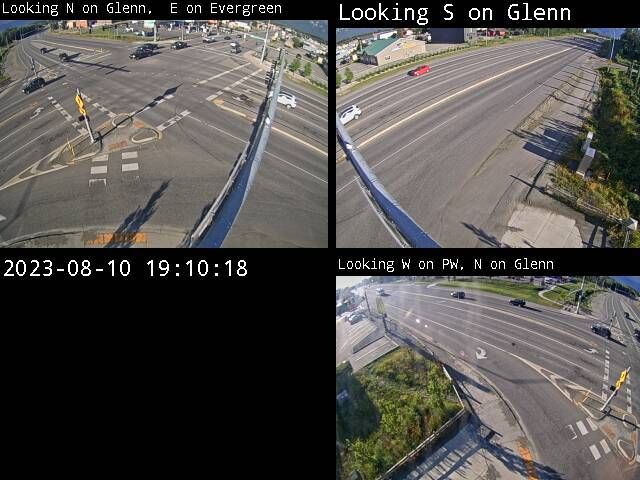 Looking N on Glenn, E on Evergreen
Looking S on Glenn
2023-08-10 19:10:18
Looking W on PW, N on Glenn